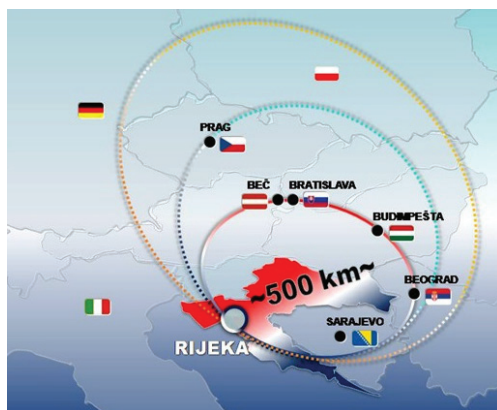 PRAG
BEČ
BRATISLAVA
BUDIMPEŠTA
~500 km~
BEOGRAD
SARAJEVO
RIJEKA